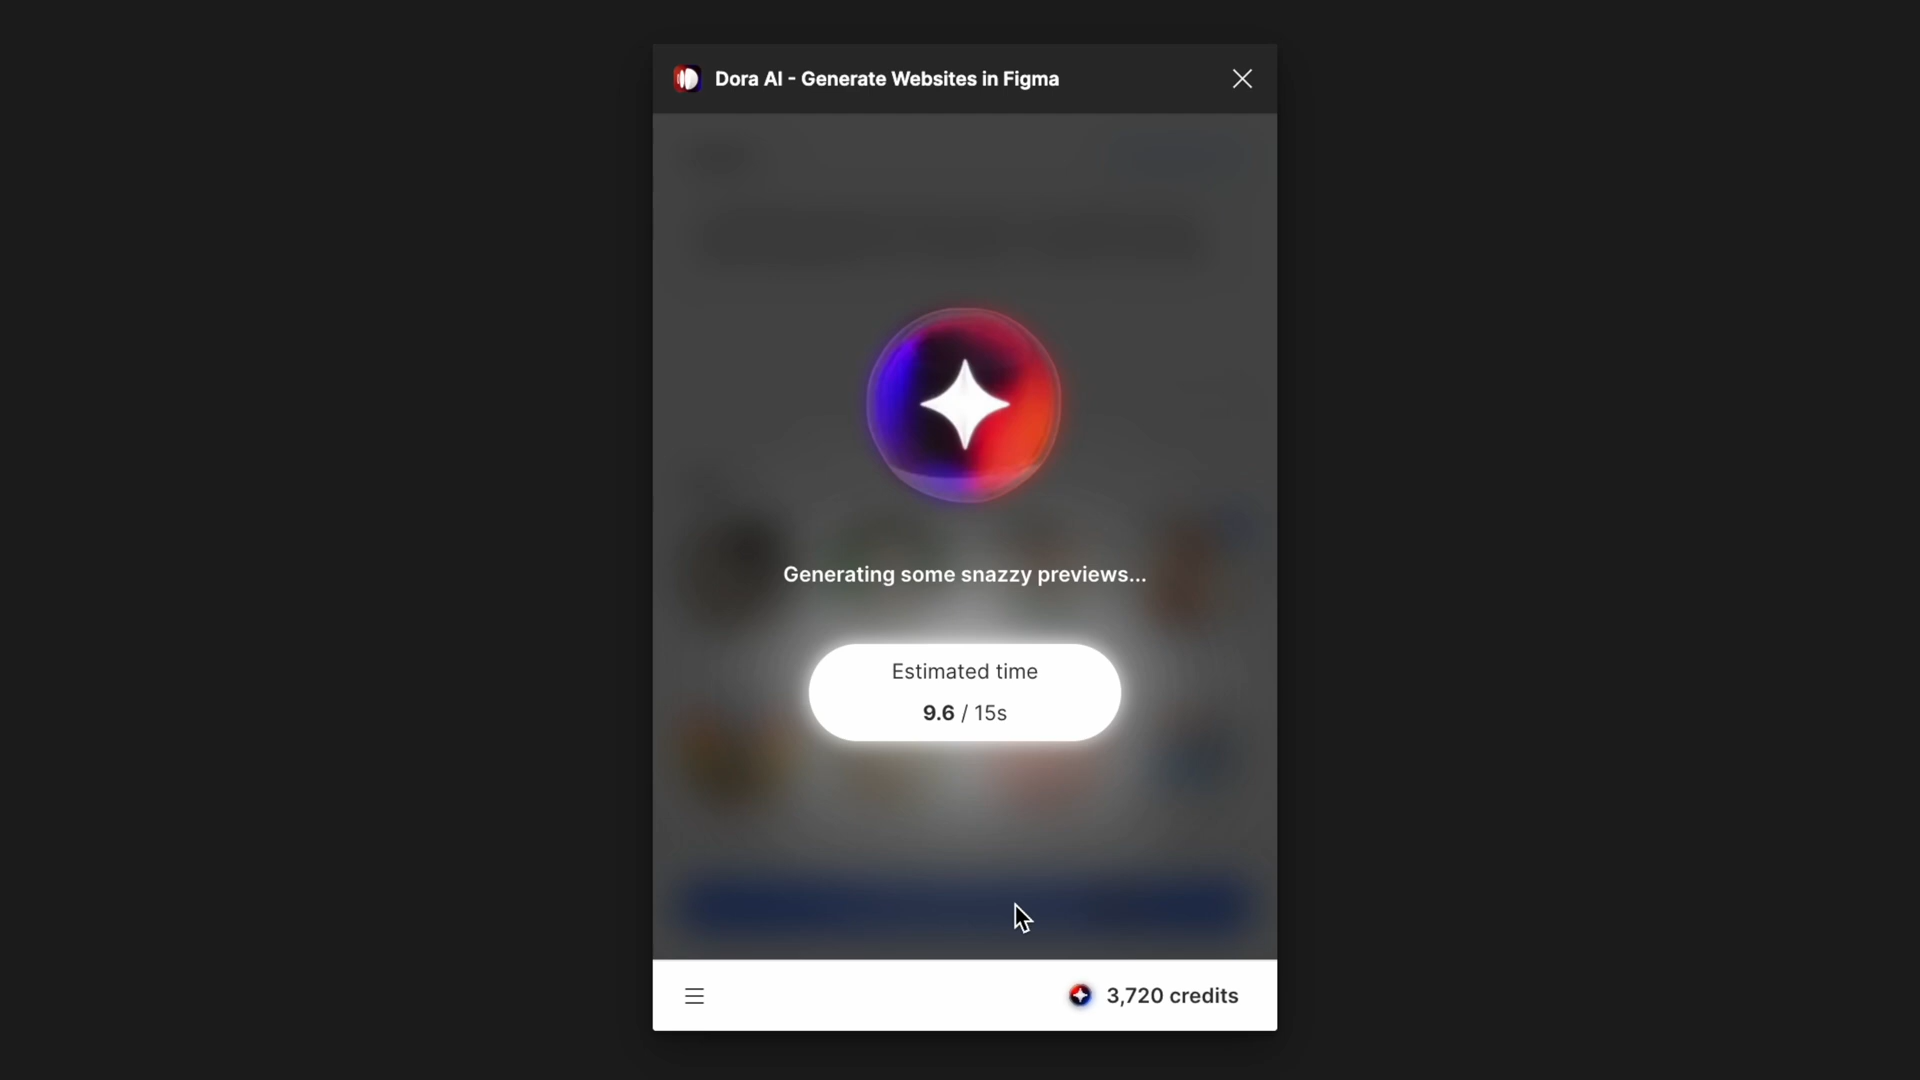 Dora AI - Generate Websites in Figma
Generating some snazzy previews...
Estimated time
9.6 / 15s
3,720 credits